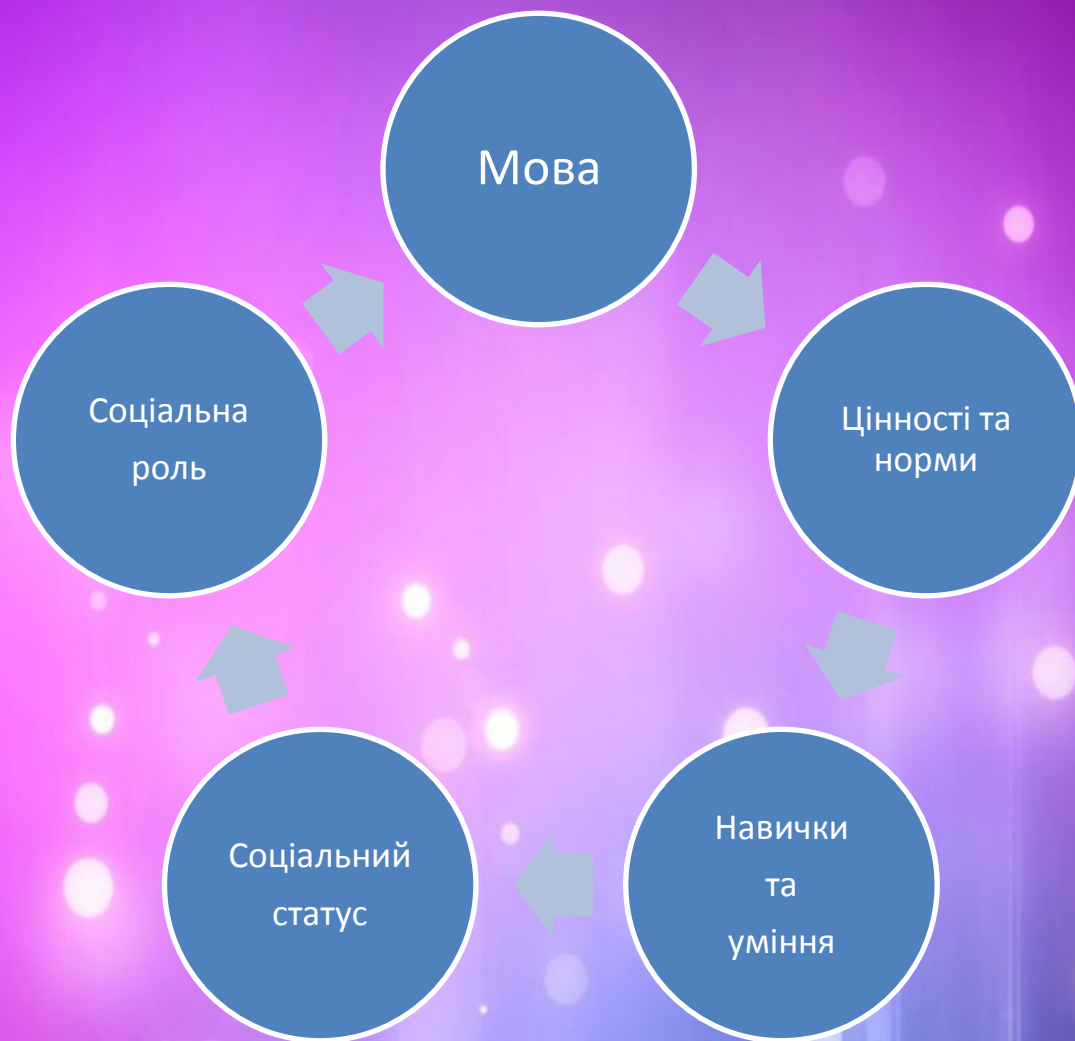 Мова
Цінності та
норми
Навички
та
уміння
Соціальний
статус
Соціальна
роль